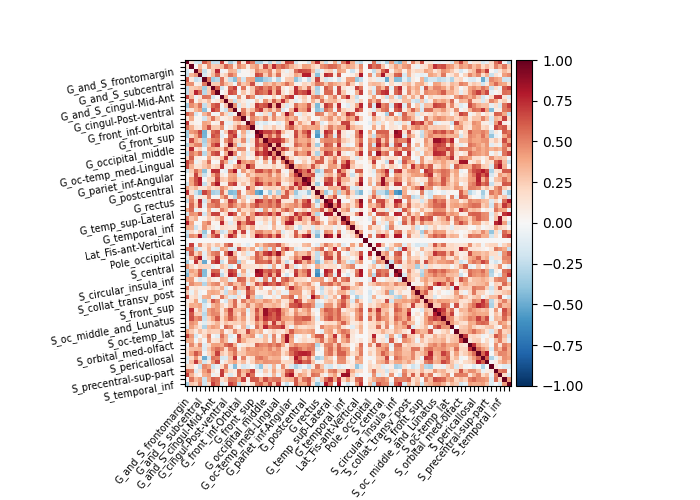 G_and_S_frontomargin
G_and_S_subcentral
G_and_S_cingul-Mid-Ant
G_cingul-Post-ventral
G_front_inf-Orbital
G_front_sup
G_occipital_middle
G_oc-temp_med-Lingual
G_pariet_inf-Angular
G_postcentral
G_rectus
G_temp_sup-Lateral
G_temporal_inf
Lat_Fis-ant-Vertical
Pole_occipital
S_central
S_circular_insula_inf
S_collat_transv_post
S_front_sup
S_oc_middle_and_Lunatus
S_oc-temp_lat
S_orbital_med-olfact
S_pericallosal
S_precentral-sup-part
S_temporal_inf
G_and_S_frontomargin
G_and_S_subcentral
G_and_S_cingul-Mid-Ant
G_cingul-Post-ventral
G_front_inf-Orbital
G_front_sup
G_occipital_middle
G_oc-temp_med-Lingual
G_pariet_inf-Angular
G_postcentral
G_rectus
G_temp_sup-Lateral
G_temporal_inf
Lat_Fis-ant-Vertical
Pole_occipital
S_central
S_circular_insula_inf
S_collat_transv_post
S_front_sup
S_oc_middle_and_Lunatus
S_oc-temp_lat
S_orbital_med-olfact
S_pericallosal
S_precentral-sup-part
S_temporal_inf
1.00
0.75
0.50
0.25
0.00
−0.25
−0.50
−0.75
−1.00